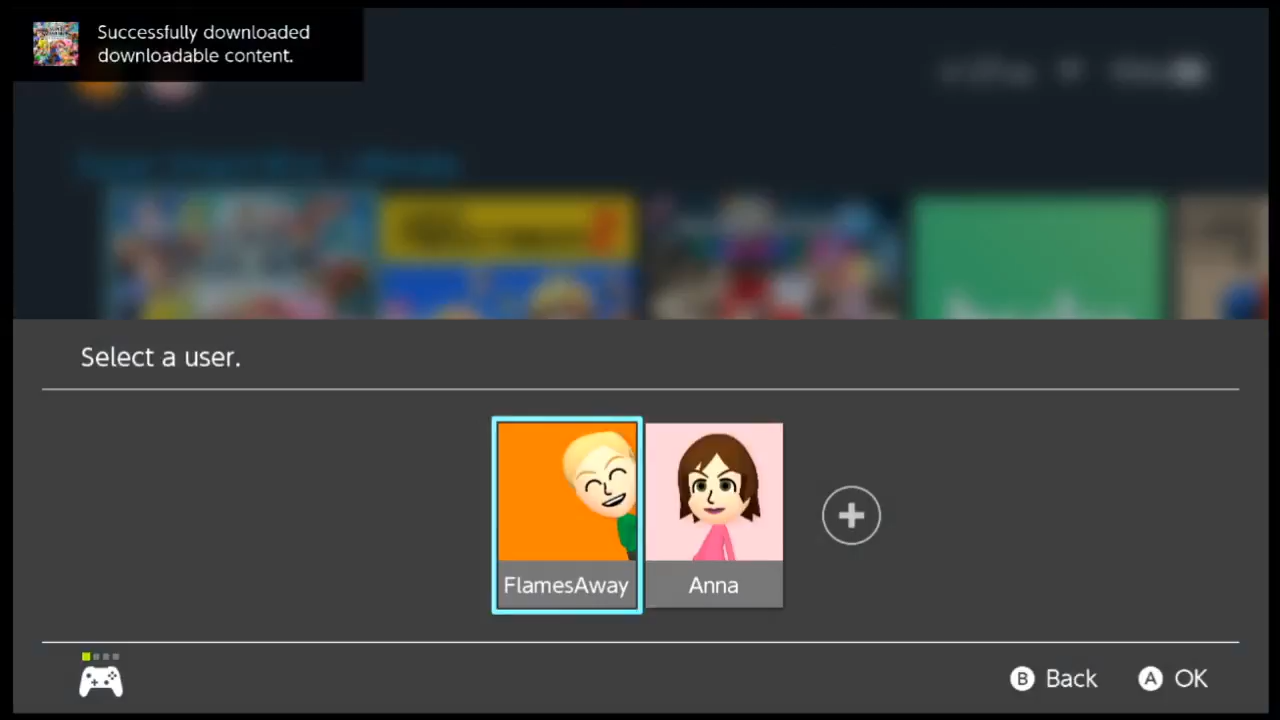 Successfully downloaded
downloadable content.
Select a user.
FlamesAway
Anna
B Back
A OK